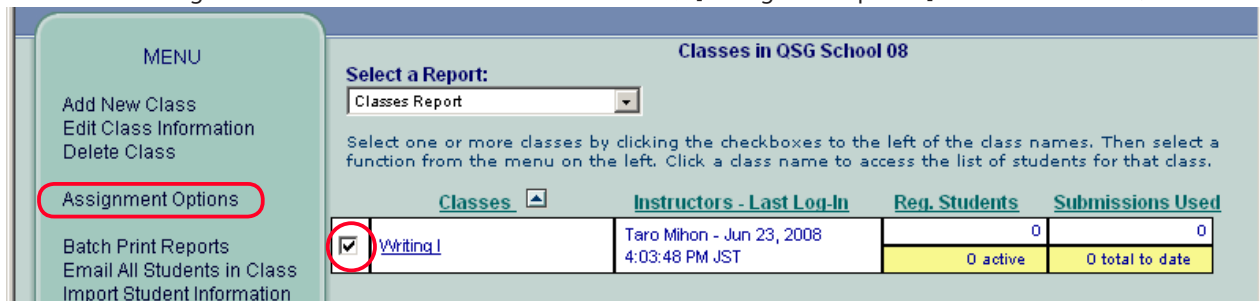 MENU
Add New Class
Edit Class Information
Delete Class
Assignment Options
Batch Print Reports
Email All Students in Class
Import Student Information
Classes in QSG School 08
Select a Report:
Classes Report
Select one or more classes by clicking the checkboxes to the left of the class names. Then select a
function from the menu on the left. Click a class name to access the list of students for that class.
Classes Instructors - Last Log-In Reg. Students Submissions Used
Writing I Taro Mihon - Jun 23, 2008 0 0
4:03:48 PM JST 0 active 0 total to date